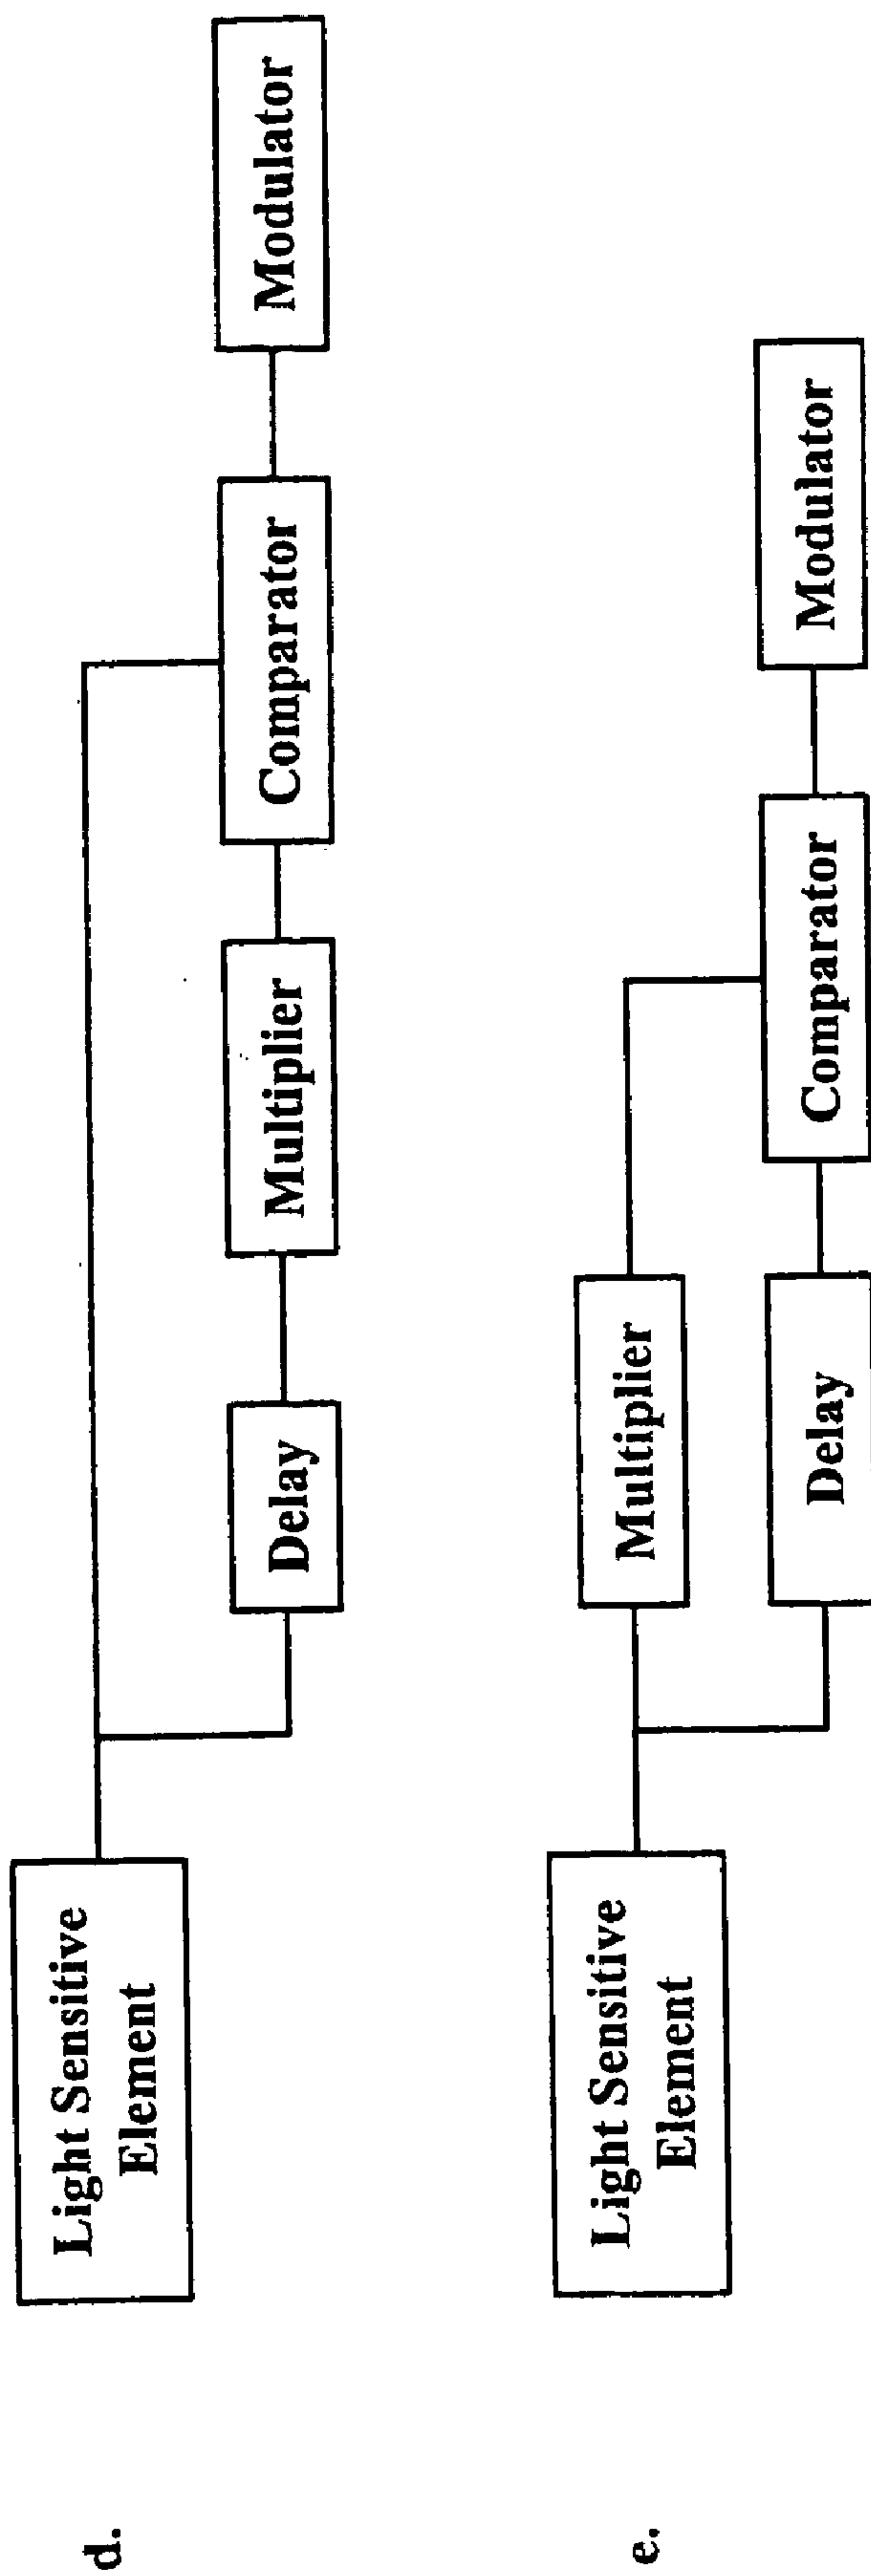 d.
Light Sensitive
Element
Delay
Multiplier
Comparator
Modulator
e.
Light Sensitive
Element
Multiplier
Delay
Comparator
Modulator